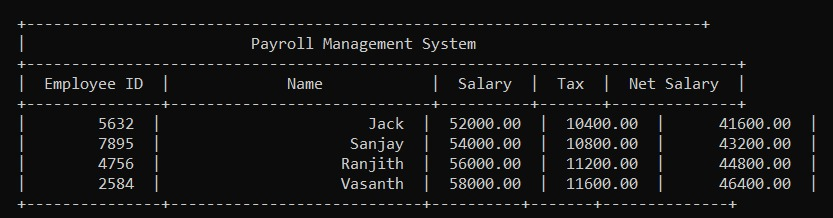 Payroll Management System
| Employee ID | Name | Salary | Tax | Net Salary
| 5632 | Jack | 52000.00 | 10400.00 | 41600.00 |
| 7895 | Sanjay | 54000.00 | 10800.00 | 43200.00 |
| 4756 | Ranjith | 56000.00 | 11200.00 | 44800.00 |
| 2584 | Vasanth | 58000.00 | 11600.00 | 46400.00 |